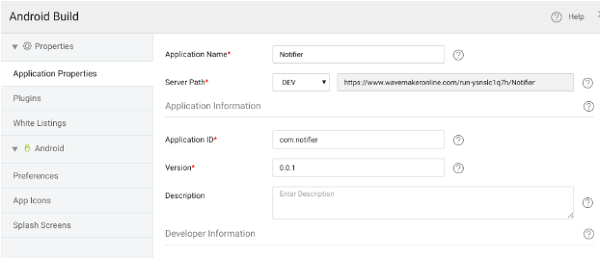 Android Build
Help
Properties
Application Properties
Plugins
White Listings
Android
Preferences
App Icons
Splash Screens
Application Name*
Notifier
Server Path*
DEV
https://www.wavemakeronline.com/run-ysnslc1q7h/Notifier
Application Information
Application ID*
com.notifier
Version*
0.0.1
Description
Enter Description
Developer Information